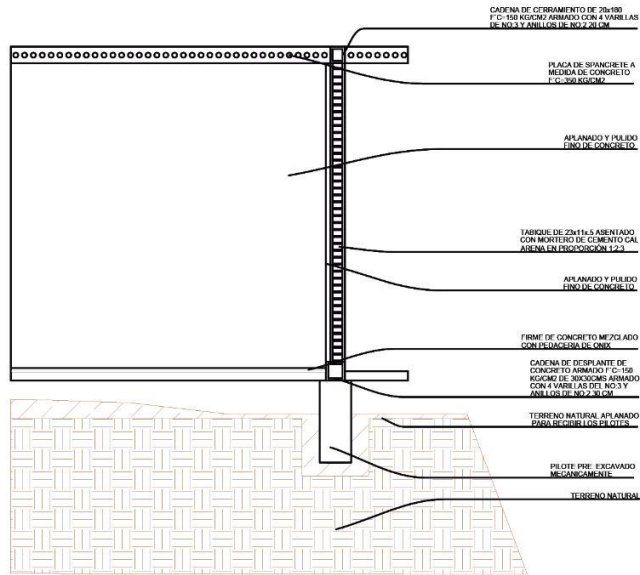 CADENA DE CERRAMIENTO DE 20x180
F´C=150 KG/CM2 ARMADO CON 4 VARILLAS
DE NO.3 Y ANILLOS DE NO.2 20 CM
PLACA DE SPANCRETE A
MEDIDA DE CONCRETO
F´C=350 KG/CM2
APLANADO Y PULIDO
FINO DE CONCRETO
TABIQUE DE 23x11x.5 ASENTADO
CON MORTERO DE CEMENTO CAL
ARENA EN PROPORCIÓN 1:2:3
APLANADO Y PULIDO
FINO DE CONCRETO
FIRME DE CONCRETO MEZCLADO
CON PEDACERIA DE ONIX
CADENA DE DESPLANTE DE
CONCRETO ARMADO F´C=150
KG/CM2 DE 30X30CMS ARMADO
CON 4 VARILLAS DEL NO.3 Y
ANILLOS DE NO.2 30 CM
TERRENO NATURAL APLANADO
PARA RECIBIR LOS PILOTES
PILOTE PRE EXCAVADO
MECANICAMENTE
TERRENO NATURAL